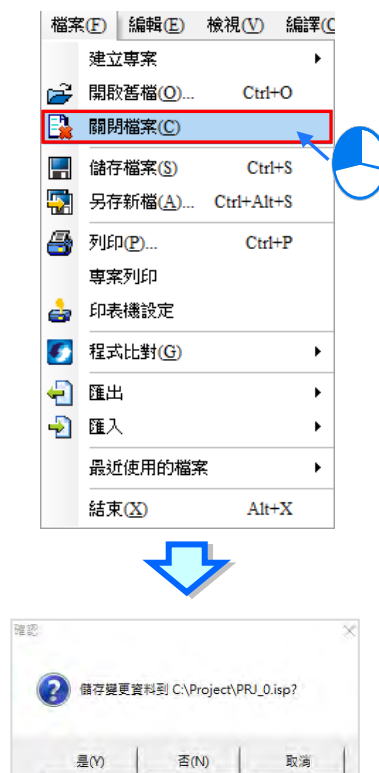 檔案(F) 編輯(E) 檢視(V) 編譯(C
建立專案
開啟舊檔(O)... Ctrl+O
關閉檔案(C)
儲存檔案(S) Ctrl+S
另存新檔(A)... Ctrl+Alt+S
列印(P)... Ctrl+P
專案列印
印表機設定
程式比對(G)
匯出
匯入
最近使用的檔案
結束(X) Alt+X
確認
儲存變更資料到 C:\Project\PRJ_0.isp?
是(Y) 否(N) 取消